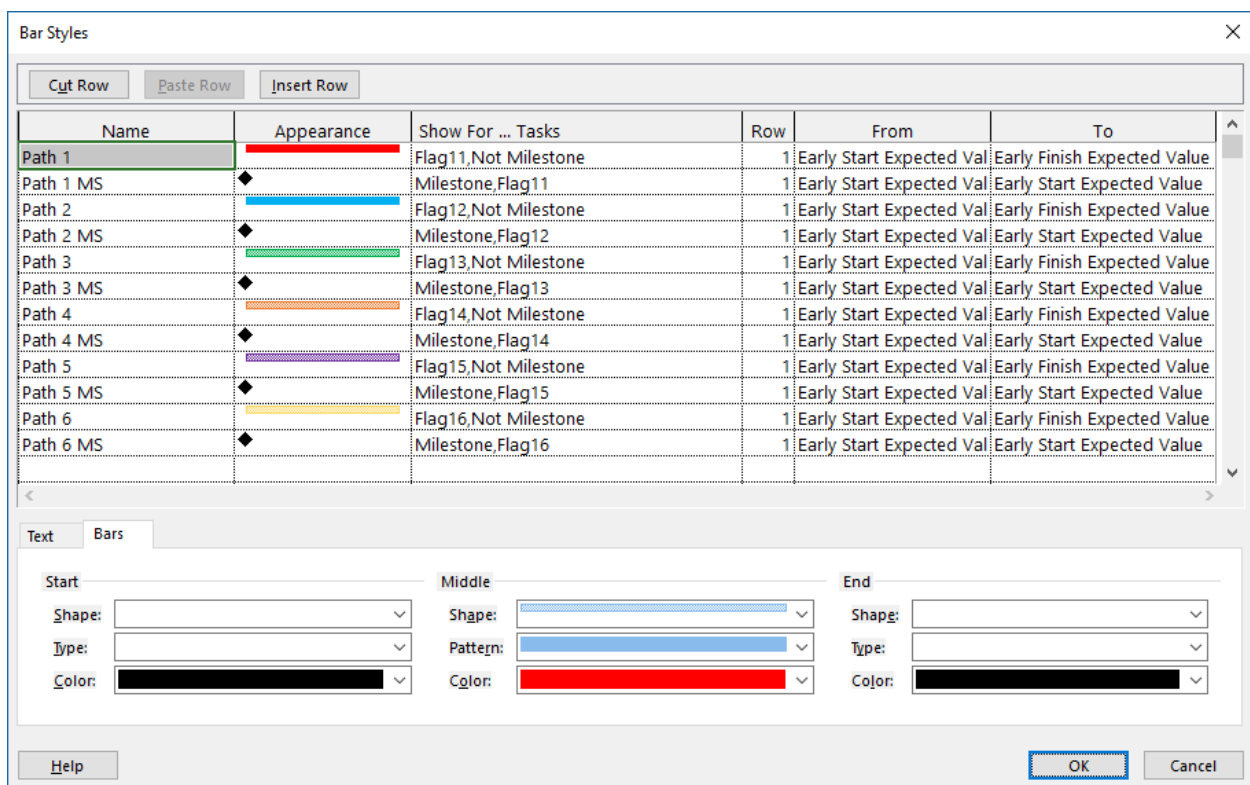 Bar Styles
Cut Row Paste Row Insert Row
Name Appearance Show For ... Tasks Row From To
Path 1 Flag11,Not Milestone 1 Early Start Expected Val Early Finish Expected Value
Path 1 MS Milestone,Flag11 1 Early Start Expected Val Early Start Expected Value
Path 2 Flag12,Not Milestone 1 Early Start Expected Val Early Finish Expected Value
Path 2 MS Milestone,Flag12 1 Early Start Expected Val Early Start Expected Value
Path 3 Flag13,Not Milestone 1 Early Start Expected Val Early Finish Expected Value
Path 3 MS Milestone,Flag13 1 Early Start Expected Val Early Start Expected Value
Path 4 Flag14,Not Milestone 1 Early Start Expected Val Early Finish Expected Value
Path 4 MS Milestone,Flag14 1 Early Start Expected Val Early Start Expected Value
Path 5 Flag15,Not Milestone 1 Early Start Expected Val Early Finish Expected Value
Path 5 MS Milestone,Flag15 1 Early Start Expected Val Early Start Expected Value
Path 6 Flag16,Not Milestone 1 Early Start Expected Val Early Finish Expected Value
Path 6 MS Milestone,Flag16 1 Early Start Expected Val Early Start Expected Value
Text Bars
Start Middle End
Shape: Shape: Shape:
Type: Pattern: Type:
Color: Color: Color:
Help OK Cancel